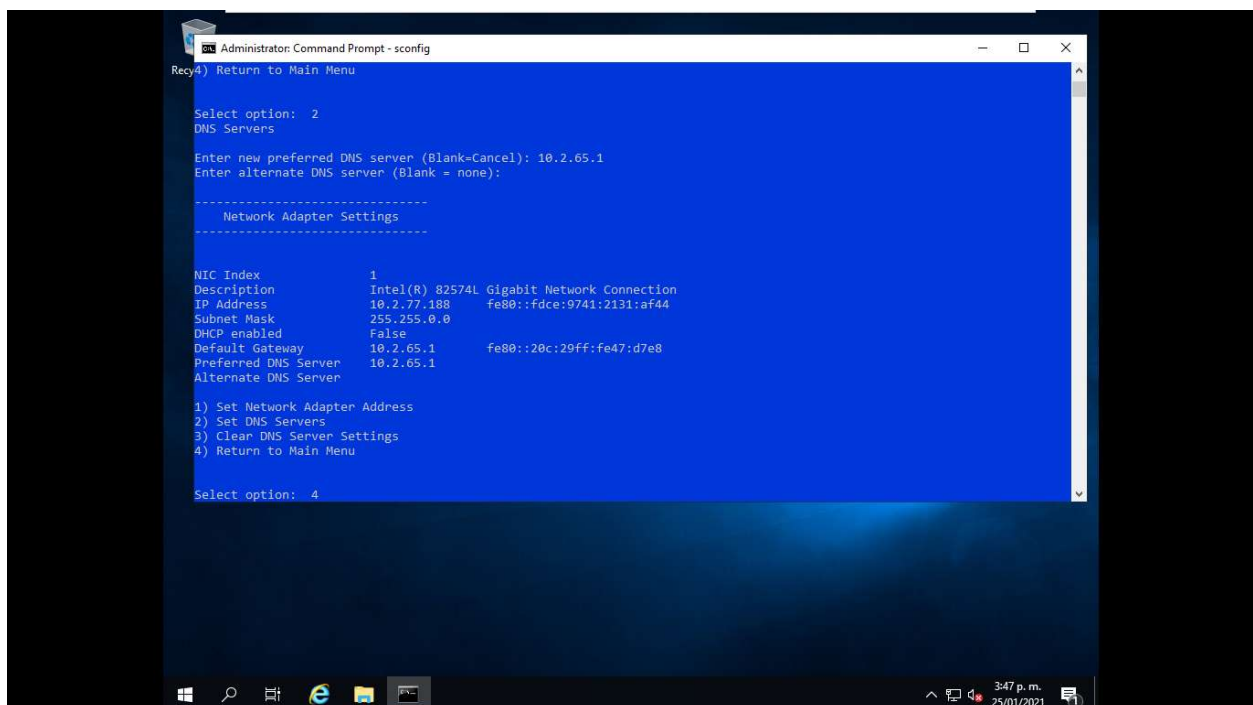 Administrator: Command Prompt - sconfig
Recy
4) Return to Main Menu
Select option: 2
DNS Servers
Enter new preferred DNS server (Blank=Cancel): 10.2.65.1
Enter alternate DNS server (Blank = none):
--------------------------------
Network Adapter Settings
--------------------------------
NIC Index 1
Description Intel(R) 82574L Gigabit Network Connection
IP Address 10.2.77.188 fe80::fdce:9741:2131:af44
Subnet Mask 255.255.0.0
DHCP enabled False
Default Gateway 10.2.65.1 fe80::20c:29ff:fe47:d7e8
Preferred DNS Server 10.2.65.1
Alternate DNS Server
1) Set Network Adapter Address
2) Set DNS Servers
3) Clear DNS Server Settings
4) Return to Main Menu
Select option: 4
3:47 p. m.
25/01/2021